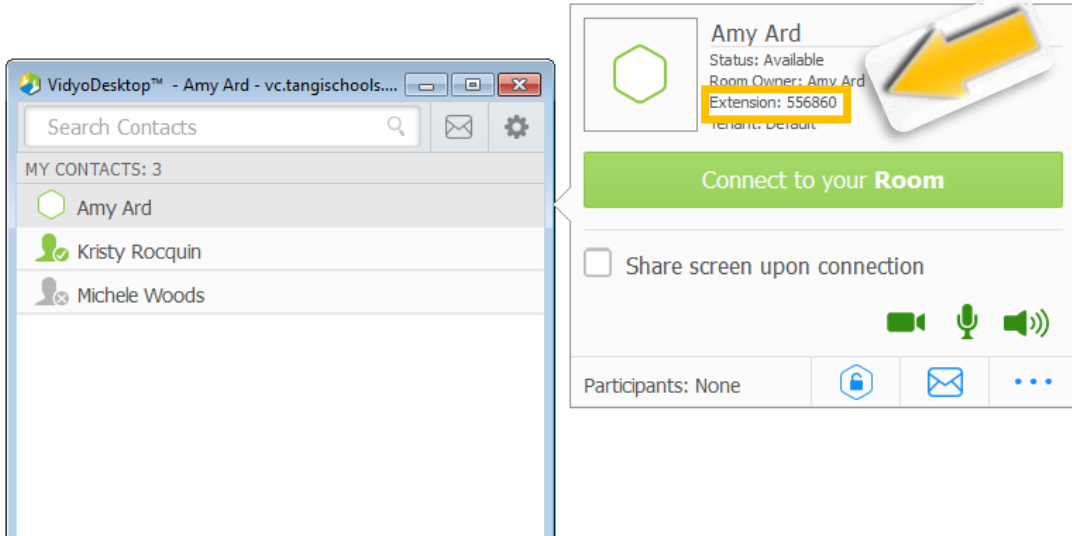 VidyoDesktop™ - Amy Ard - vc.tangischools....
Search Contacts
MY CONTACTS: 3
Amy Ard
Kristy Rocquin
Michele Woods
Amy Ard
Status: Available
Room Owner: Amy Ard
Extension: 556860
Tenant: Default
Connect to your Room
Share screen upon connection
Participants: None